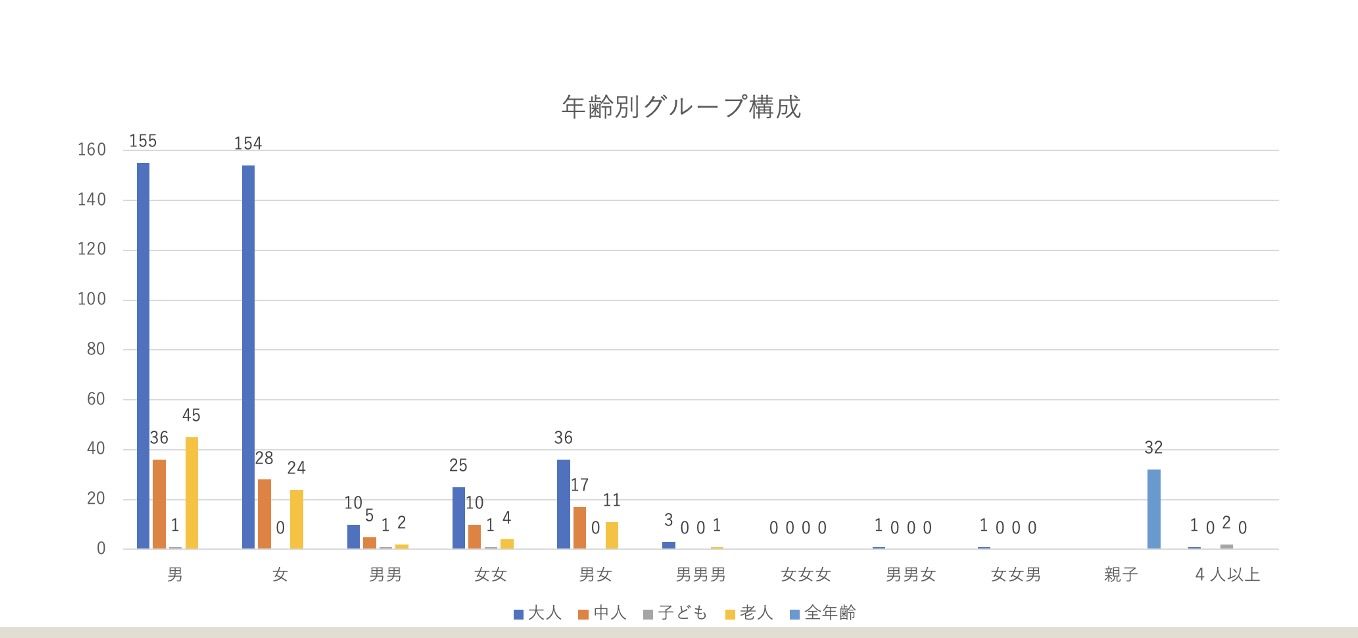 年齢別グループ構成
160
140
120
100
80
60
40
20
0
155 36 1 45
154 28 0 24
10 5 1 2
25 10 1 4
36 17 0 11
3 0 0 1
0 0 0 0
1 0 0 0
1 0 0 0
32
1 0 2 0
男 女 男男 女女 男女 男男男 女女女 男男女 女女男 親子 4人以上
大人 中人 子ども 老人 全年齢